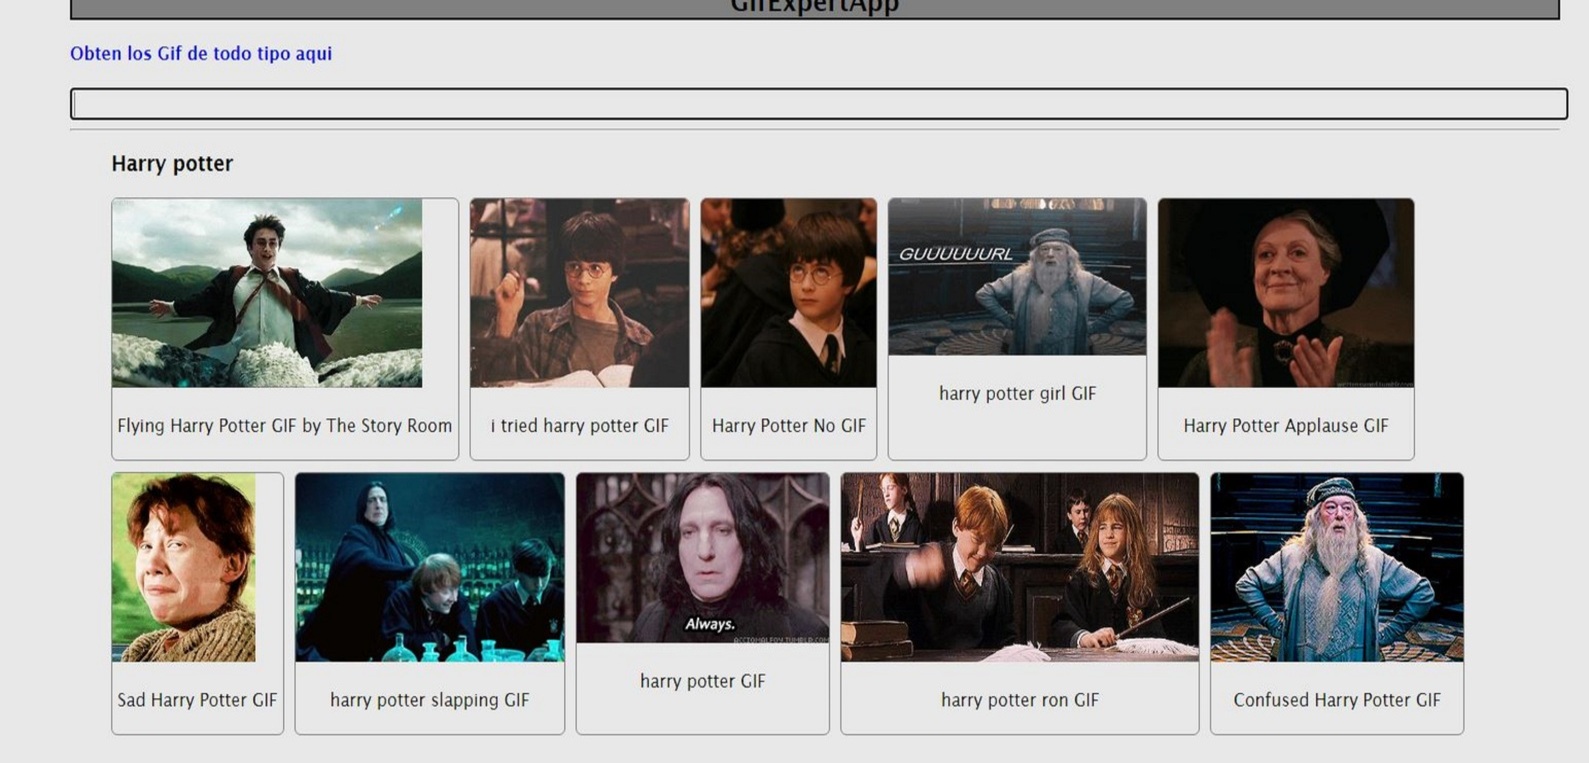 GifExpertApp
Obten los Gif de todo tipo aqui
Harry potter
GUUUUUURL
Flying Harry Potter GIF by The Story Room
i tried harry potter GIF
Harry Potter No GIF
harry potter girl GIF
Harry Potter Applause GIF
Always.
Sad Harry Potter GIF
harry potter slapping GIF
harry potter GIF
harry potter ron GIF
Confused Harry Potter GIF